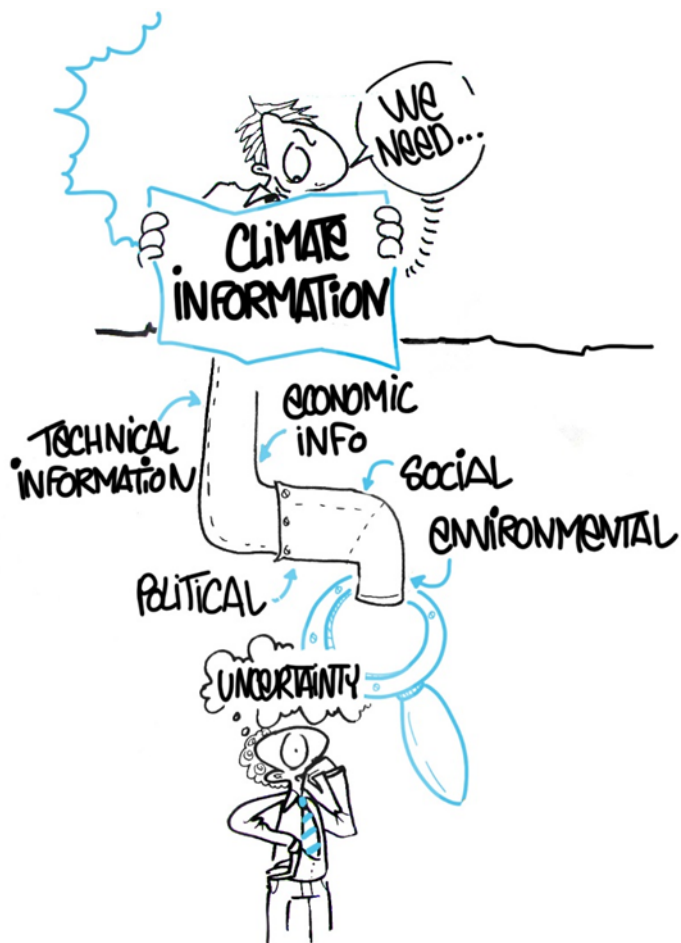 WE
NEED...
CLIMATE
INFORMATION
ECONOMIC
INFO
TECHNICAL
INFORMATION
SOCIAL
ENVIRONMENTAL
POLITICAL
UNCERTAINTY